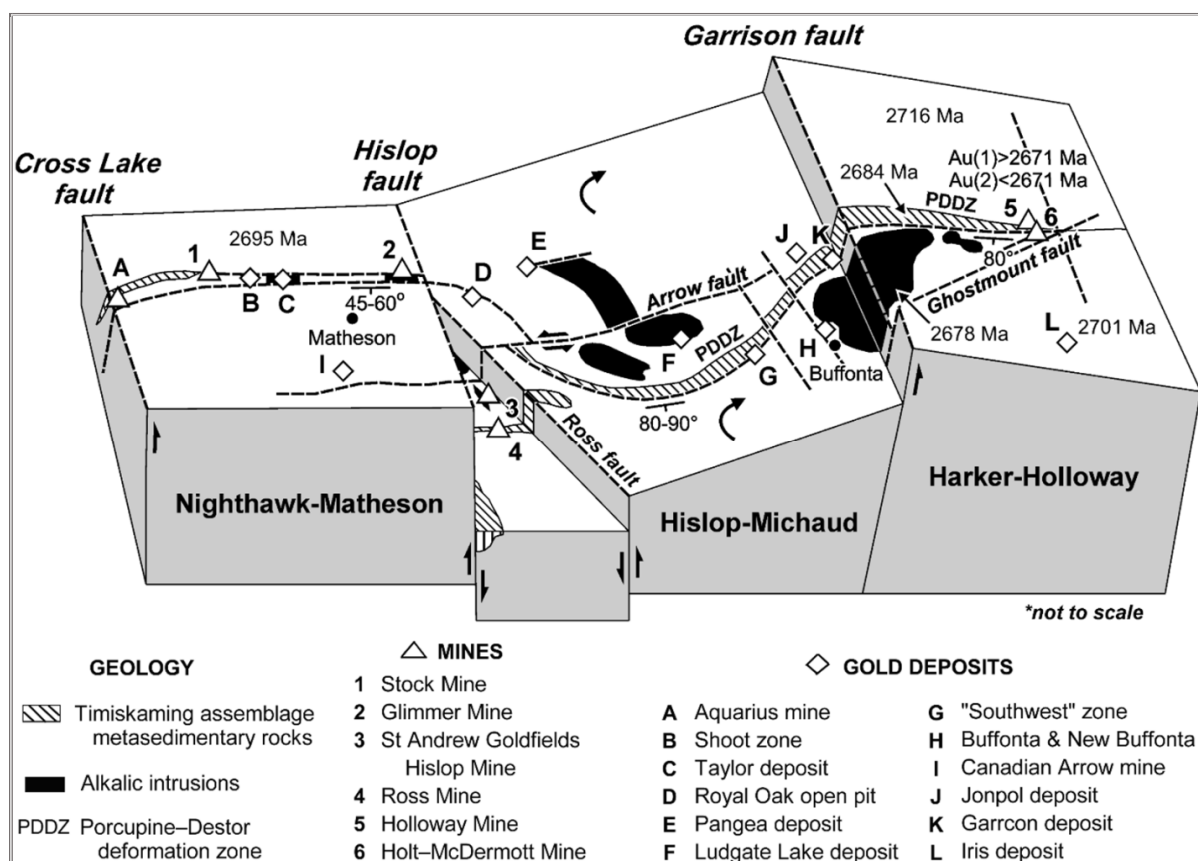 Garrison fault
Cross Lake
fault
Hislop
fault
2716 Ma
Au(1)>2671 Ma
Au(2)<2671 Ma
2684 Ma
PDDZ
5
6
80°
Ghostmount fault
2678 Ma
L
2701 Ma
A
1
2695 Ma
B
C
2
45-60°
Matheson
I
D
E
Arrow fault
F
PDDZ
J
K
G
H
Buffonta
80-90°
3
4
Ross fault
Nighthawk-Matheson
Hislop-Michaud
Harker-Holloway
*not to scale
GEOLOGY
Timiskaming assemblage
metasedimentary rocks
Alkalic intrusions
PDDZ Porcupine–Destor
deformation zone
MINES
1 Stock Mine
2 Glimmer Mine
3 St Andrew Goldfields
Hislop Mine
4 Ross Mine
5 Holloway Mine
6 Holt–McDermott Mine
GOLD DEPOSITS
A Aquarius mine
B Shoot zone
C Taylor deposit
D Royal Oak open pit
E Pangea deposit
F Ludgate Lake deposit
G "Southwest" zone
H Buffonta & New Buffonta
I Canadian Arrow mine
J Jonpol deposit
K Garrcon deposit
L Iris deposit